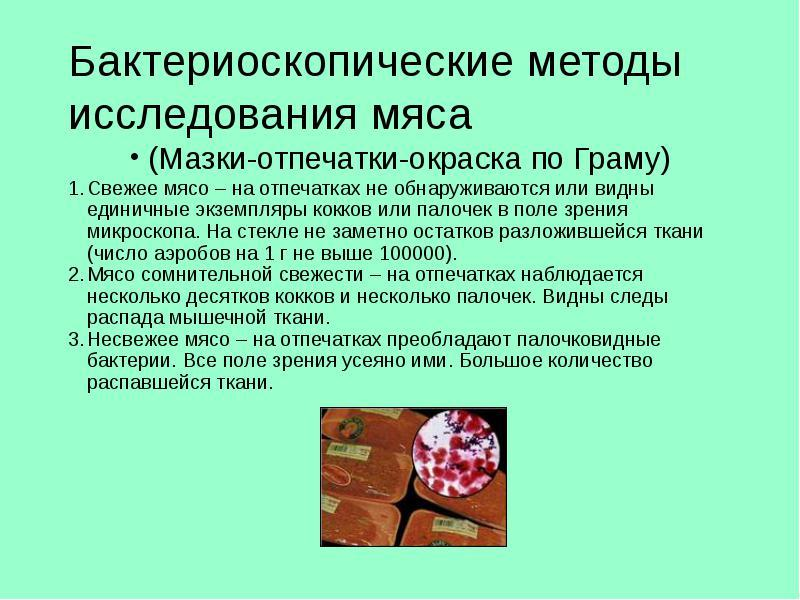 Бактериоскопические методы
исследования мяса
• (Мазки-отпечатки-окраска по Граму)
1. Свежее мясо – на отпечатках не обнаруживаются или видны
единичные экземпляры кокков или палочек в поле зрения
микроскопа. На стекле не заметно остатков разложившейся ткани
(число аэробов на 1 г не выше 100000).
2. Мясо сомнительной свежести – на отпечатках наблюдается
несколько десятков кокков и несколько палочек. Видны следы
распада мышечной ткани.
3. Несвежее мясо – на отпечатках преобладают палочковидные
бактерии. Все поле зрения усеяно ими. Большое количество
распавшейся ткани.